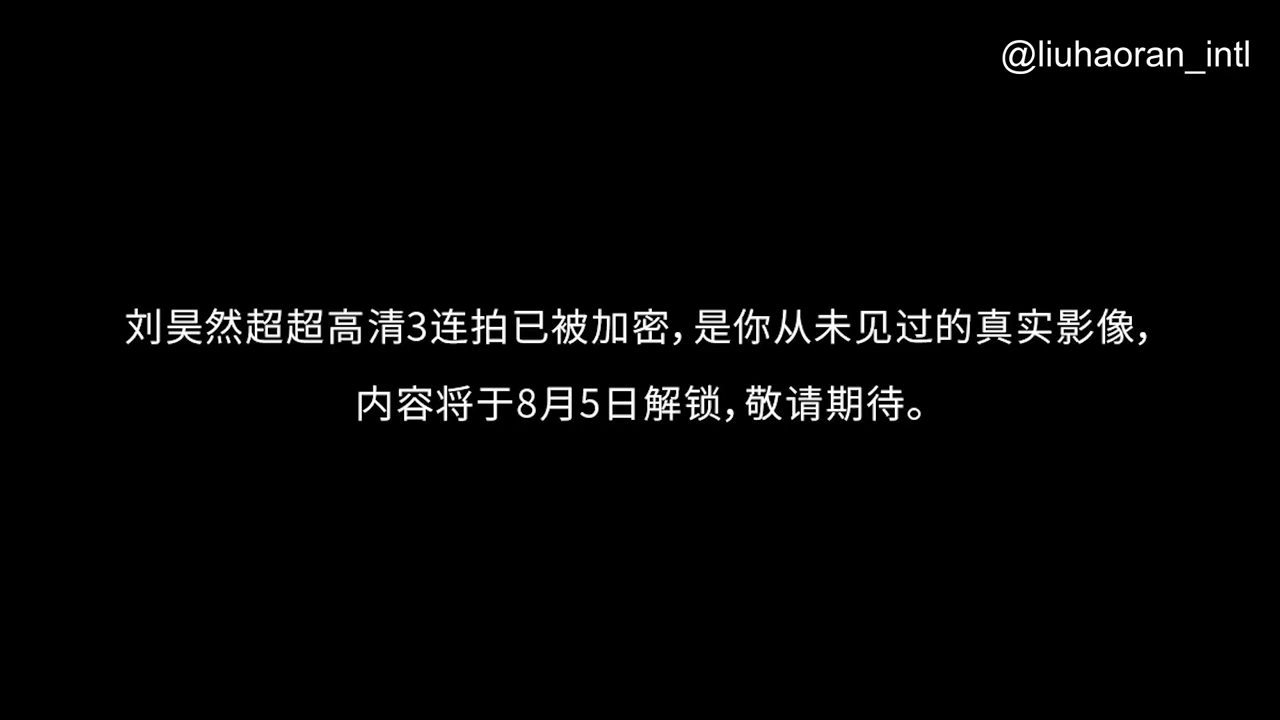 @liuhaoran_intl
刘昊然超超高清3连拍已被加密，是你从未见过的真实影像，
内容将于8月5日解锁，敬请期待。